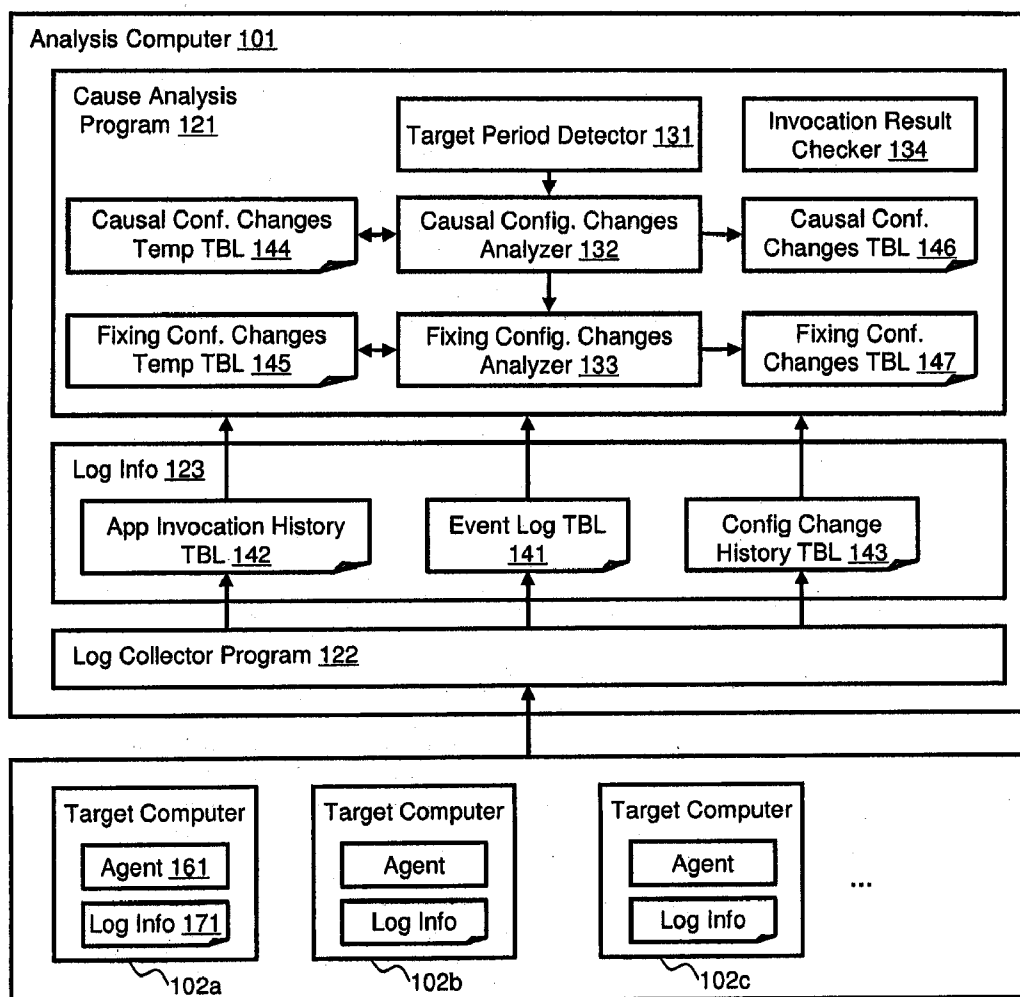 Analysis Computer 101
Cause Analysis
Program 121
Target Period Detector 131
Invocation Result
Checker 134
Causal Conf. Changes
Temp TBL 144
Causal Config. Changes
Analyzer 132
Causal Conf.
Changes TBL 146
Fixing Conf. Changes
Temp TBL 145
Fixing Config. Changes
Analyzer 133
Fixing Conf.
Changes TBL 147
Log Info 123
App Invocation History
TBL 142
Event Log TBL
141
Config Change
History TBL 143
Log Collector Program 122
Target Computer
Agent 161
Log Info 171
102a
Target Computer
Agent
Log Info
102b
Target Computer
Agent
Log Info
102c
...